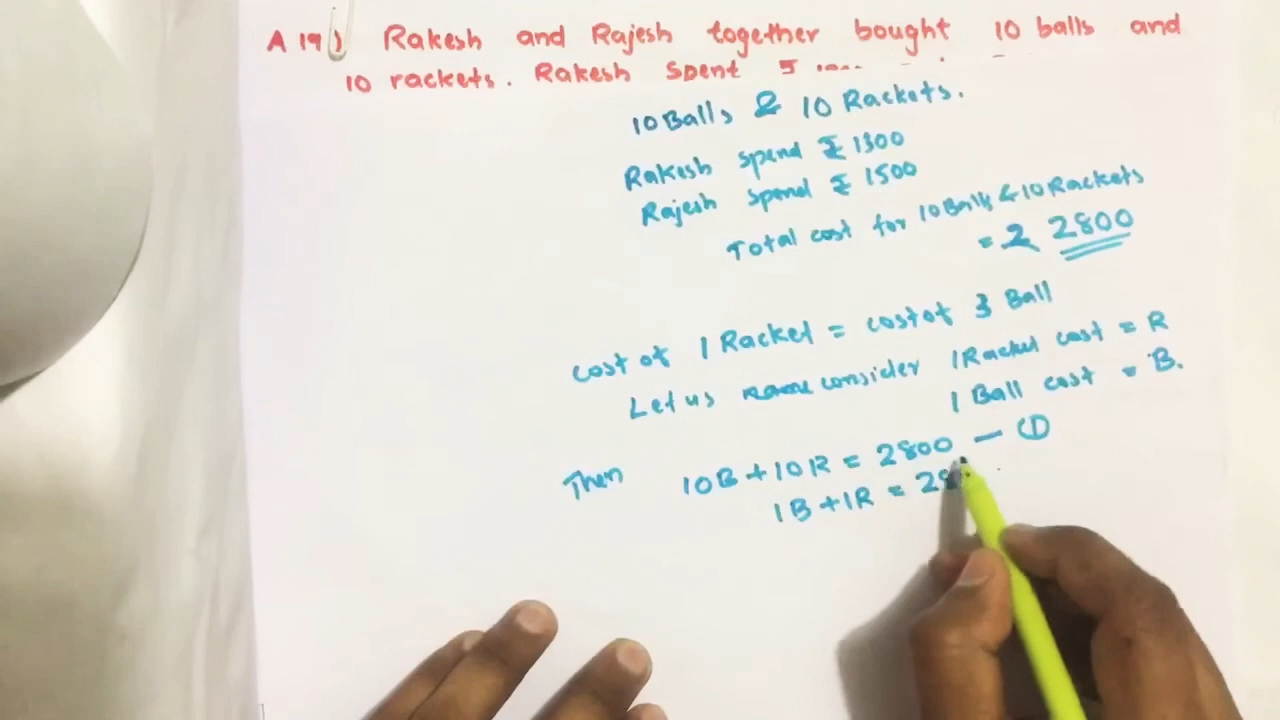 A 19) Rakesh and Rajesh together bought 10 balls and
10 rackets. Rakesh Spent
10 Balls & 10 Rackets.
Rakesh spend ₹ 1300
Rajesh spend ₹ 1500
Total cost for 10 Balls & 10 Rackets
= ₹ 2800
cost of 1 Racket = cost of 3 Ball
Let us consider 1 Racket cost = R
1 Ball cost = B.
Then 10B + 10R = 2800 — ①
1B + 1R =